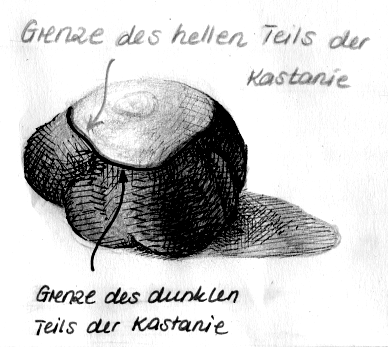 Grenze des hellen Teils der
Kastanie
Grenze des dunklen
Teils der Kastanie